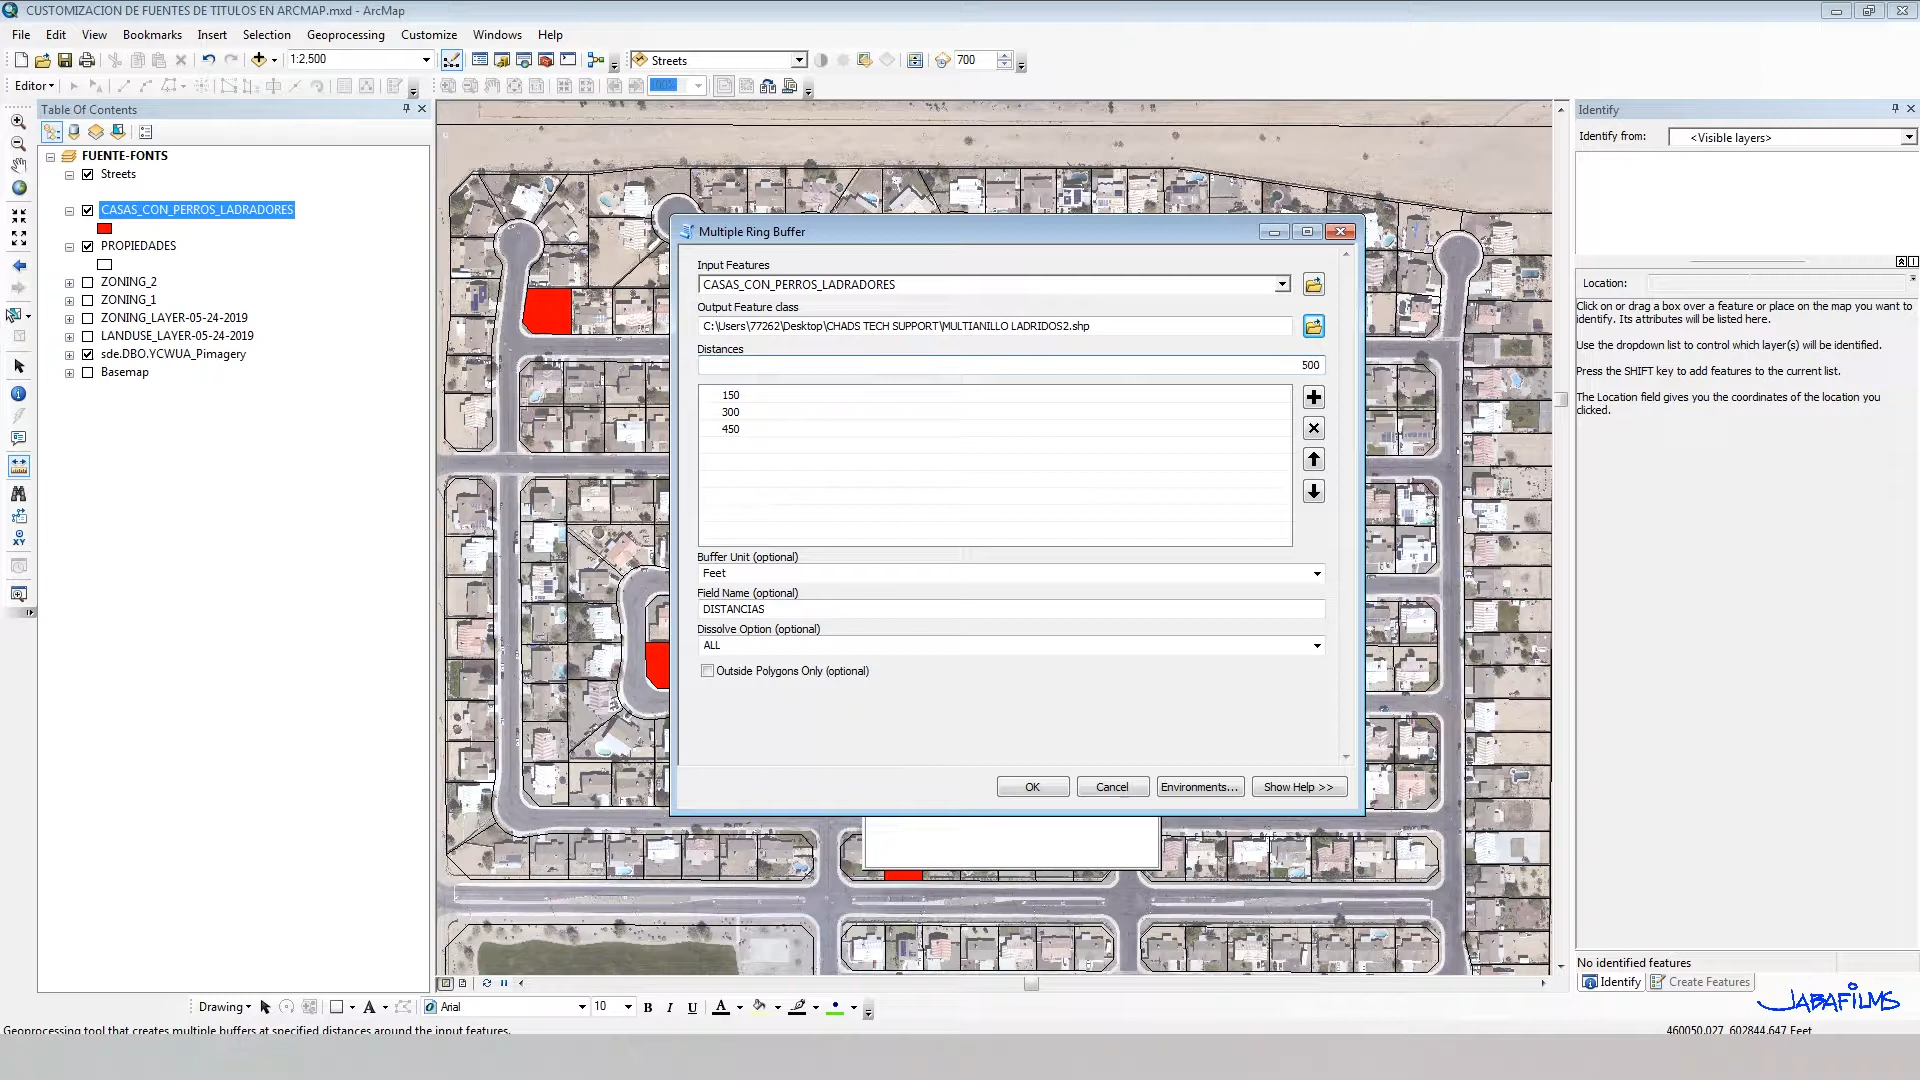 CUSTOMIZACION DE FUENTES DE TITULOS EN ARCMAP.mxd - ArcMap
File Edit View Bookmarks Insert Selection Geoprocessing Customize Windows Help
1:2,500 Streets 700
Editor
100%
Table Of Contents
FUENTE-FONTS
Streets
CASAS_CON_PERROS_LADRADORES
PROPIEDADES
ZONING_2
ZONING_1
ZONING_LAYER-05-24-2019
LANDUSE_LAYER-05-24-2019
sde.DBO.YCWUA_Pimagery
Basemap
XY
Multiple Ring Buffer
Input Features
CASAS_CON_PERROS_LADRADORES
Output Feature class
C:\Users\77262\Desktop\CHADS TECH SUPPORT\MULTIANILLO LADRIDOS2.shp
Distances
500
150
300
450
Buffer Unit (optional)
Feet
Field Name (optional)
DISTANCIAS
Dissolve Option (optional)
ALL
Outside Polygons Only (optional)
OK Cancel Environments... Show Help >>
Identify
Identify from: <Visible layers>
Location:
Click on or drag a box over a feature or place on the map you want to
identify. Its attributes will be listed here.
Use the dropdown list to control which layer(s) will be identified.
Press the SHIFT key to add features to the current list.
The Location field gives you the coordinates of the location you
clicked.
No identified features
Identify Create Features
JABAFILMS
Drawing A Arial 10 B I U A
Geoprocessing tool that creates multiple buffers at specified distances around the input features.
460050.027 602844.647 Feet